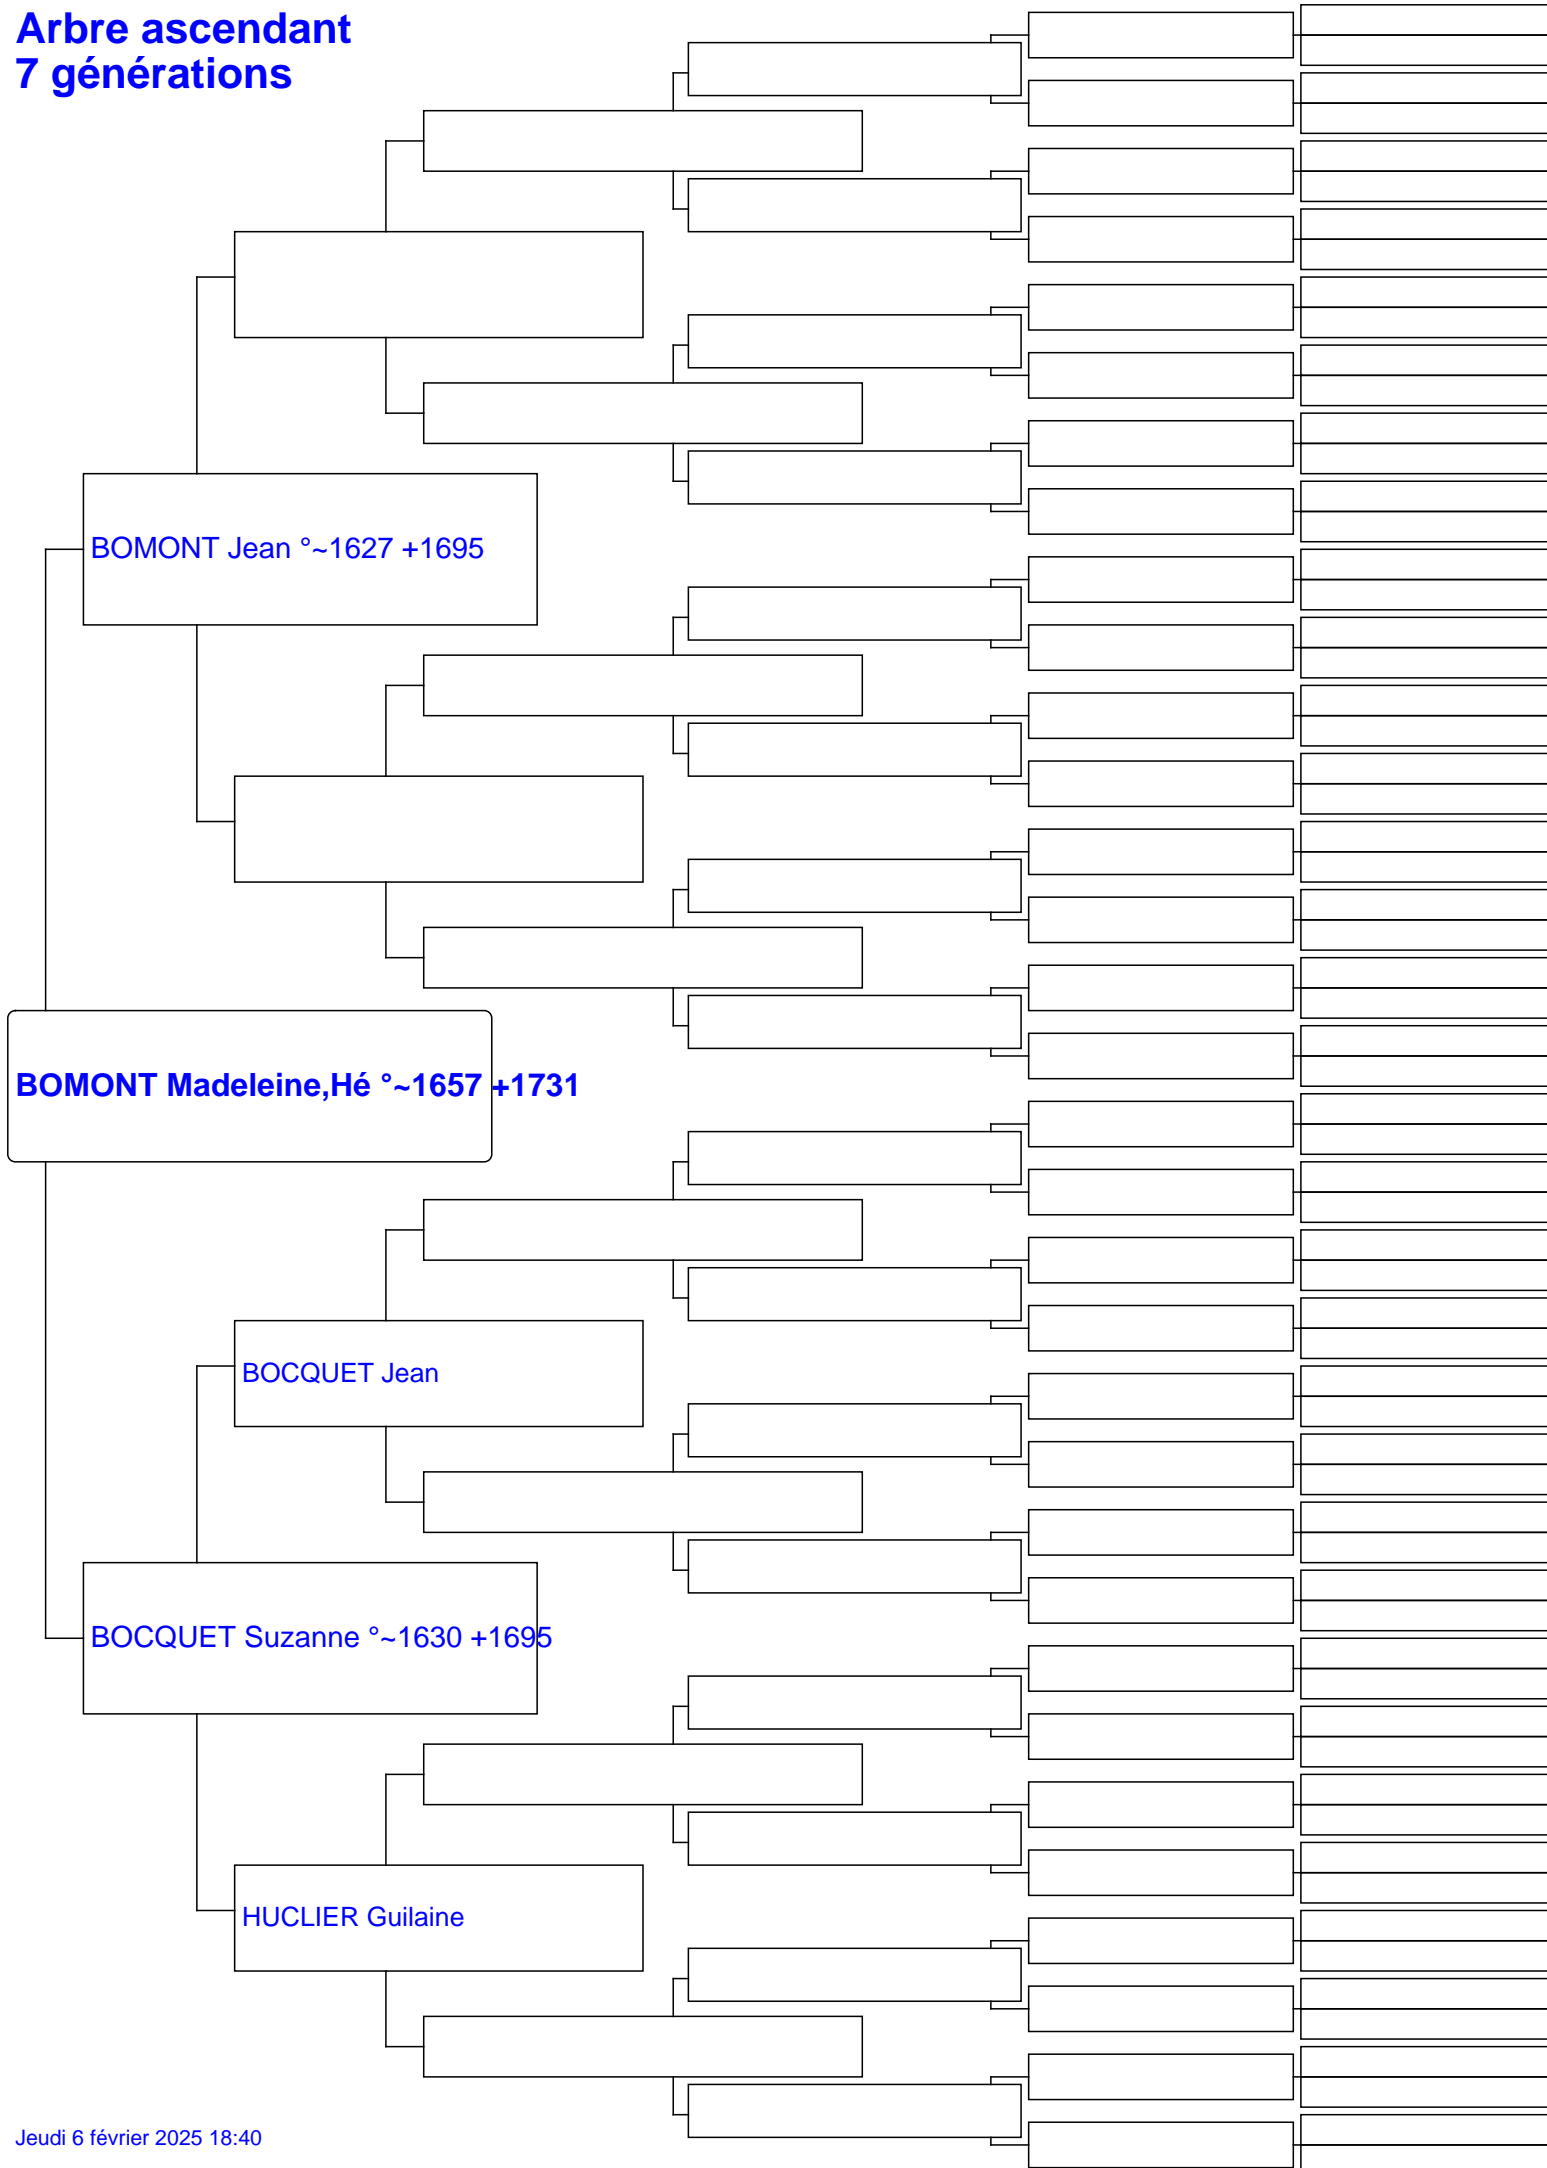 Arbre ascendant
7 générations
BOMONT Jean °~1627 +1695
BOMONT Madeleine,Hé °~1657 +1731
BOCQUET Jean
BOCQUET Suzanne °~1630 +1695
HUCLIER Guilaine
Jeudi 6 février 2025 18:40